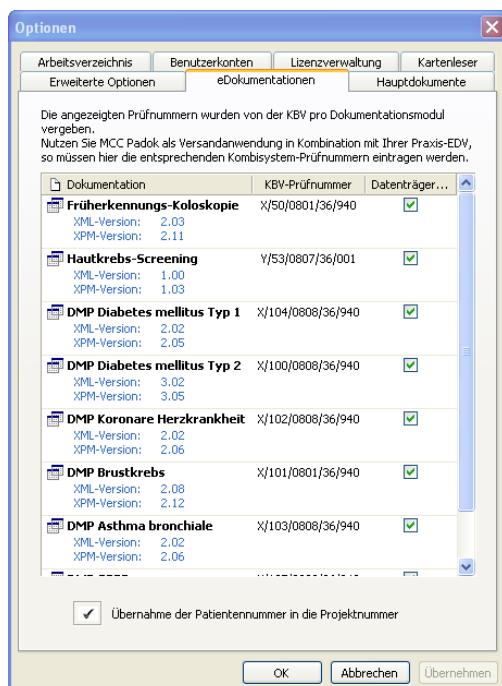 Optionen
Arbeitsverzeichnis Benutzerkonten Lizenzverwaltung Kartenleser
Erweiterte Optionen eDokumentationen Hauptdokumente
Die angezeigten Prüfnummern wurden von der KBV pro Dokumentationsmodul
vergeben.
Nutzen Sie MCC Padok als Versandanwendung in Kombination mit Ihrer Praxis-EDV,
so müssen hier die entsprechenden Kombisystem-Prüfnummern eintragen werden.
Dokumentation KBV-Prüfnummer Datenträger...
Früherkennungs-Koloskopie X/50/0801/36/940
XML-Version: 2.03
XPM-Version: 2.11
Hautkrebs-Screening Y/53/0807/36/001
XML-Version: 1.00
XPM-Version: 1.03
DMP Diabetes mellitus Typ 1 X/104/0808/36/940
XML-Version: 2.02
XPM-Version: 2.05
DMP Diabetes mellitus Typ 2 X/100/0808/36/940
XML-Version: 3.02
XPM-Version: 3.05
DMP Koronare Herzkrankheit X/102/0808/36/940
XML-Version: 2.02
XPM-Version: 2.06
DMP Brustkrebs X/101/0801/36/940
XML-Version: 2.08
XPM-Version: 2.12
DMP Asthma bronchiale X/103/0808/36/940
XML-Version: 2.02
XPM-Version: 2.06
Übernahme der Patientennummer in die Projektnummer
OK Abbrechen Übernehmen